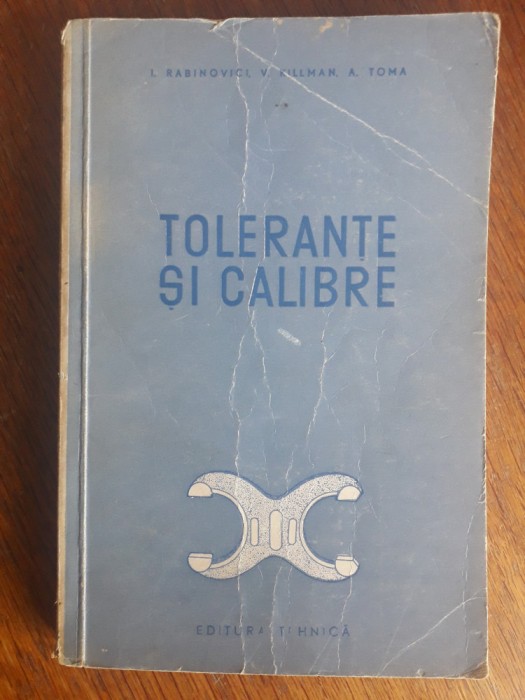 I. RABINOVICI, V. KILLMAN, A. TOMA
TOLERANȚE
ȘI CALIBRE
EDITURA TEHNICĂ